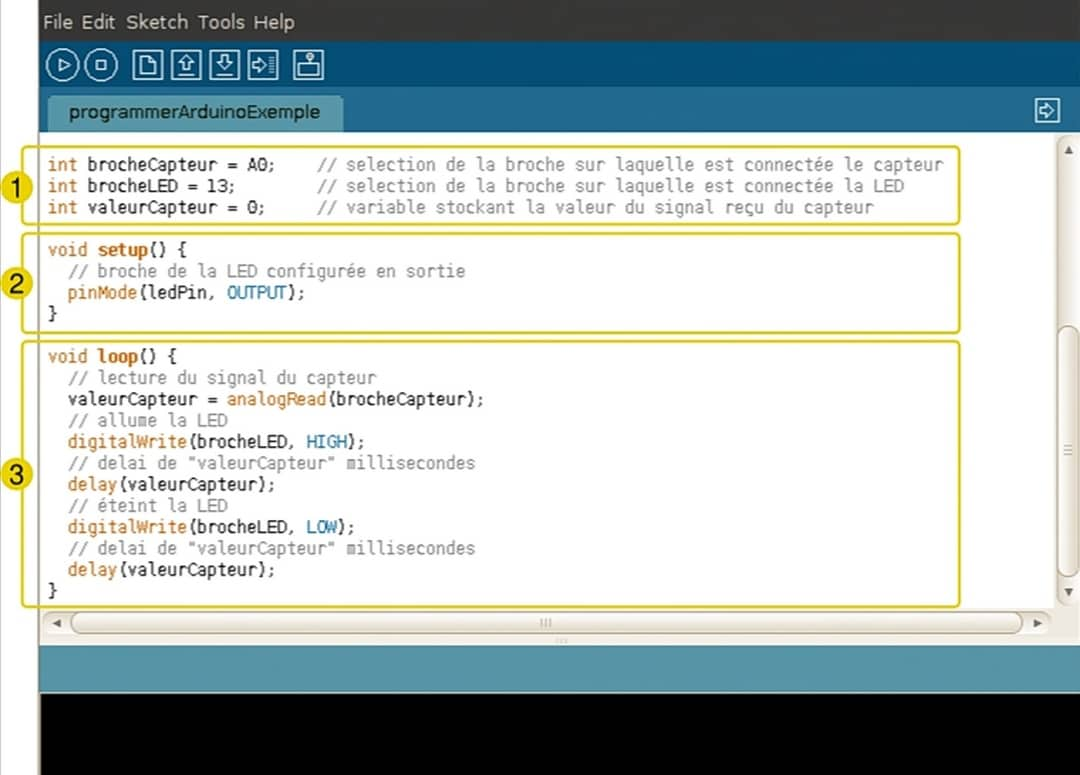 File Edit Sketch Tools Help
programmerArduinoExemple
1
int brocheCapteur = A0;    // selection de la broche sur laquelle est connectée le capteur
int brocheLED = 13;        // selection de la broche sur laquelle est connectée la LED
int valeurCapteur = 0;     // variable stockant la valeur du signal reçu du capteur
2
void setup() {
  // broche de la LED configurée en sortie
  pinMode(ledPin, OUTPUT);
}
3
void loop() {
  // lecture du signal du capteur
  valeurCapteur = analogRead(brocheCapteur);
  // allume la LED
  digitalWrite(brocheLED, HIGH);
  // delai de "valeurCapteur" millisecondes
  delay(valeurCapteur);
  // éteint la LED
  digitalWrite(brocheLED, LOW);
  // delai de "valeurCapteur" millisecondes
  delay(valeurCapteur);
}